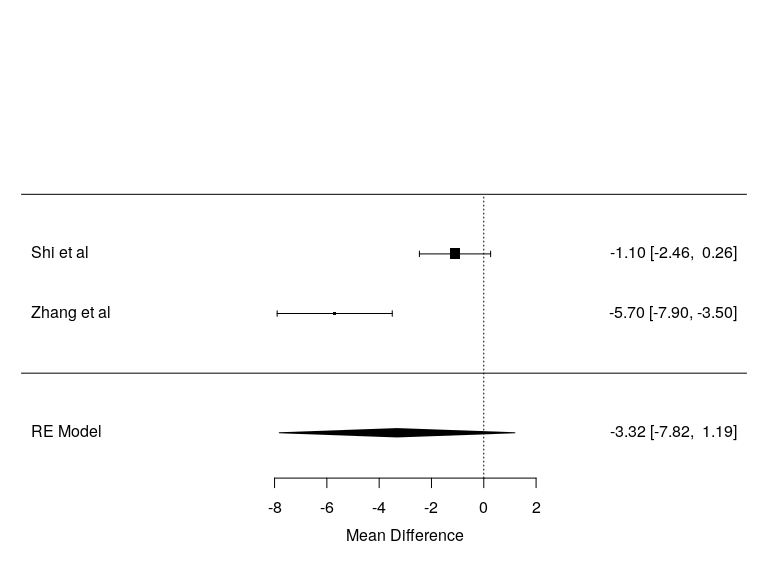 Shi et al -1.10 [-2.46, 0.26]
Zhang et al -5.70 [-7.90, -3.50]
RE Model -3.32 [-7.82, 1.19]
-8 -6 -4 -2 0 2
Mean Difference